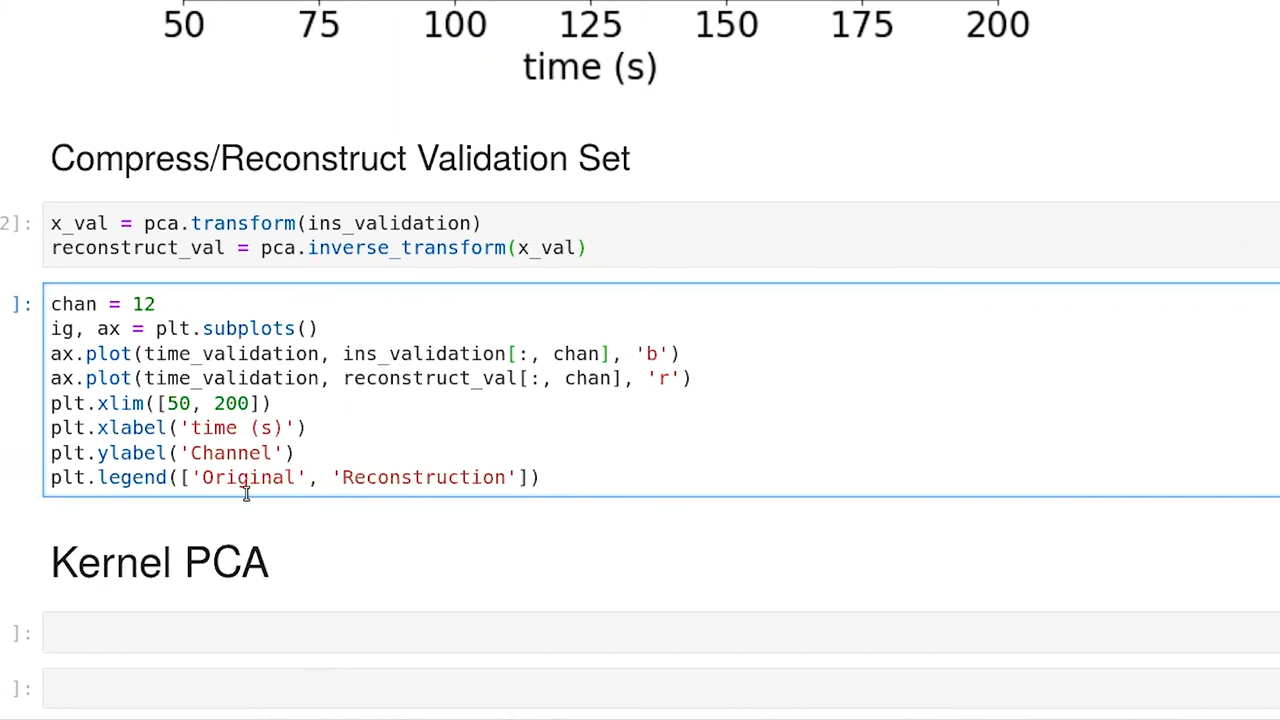 50 75 100 125 150 175 200
time (s)
Compress/Reconstruct Validation Set
2]: x_val = pca.transform(ins_validation)
reconstruct_val = pca.inverse_transform(x_val)
]: chan = 12
ig, ax = plt.subplots()
ax.plot(time_validation, ins_validation[:, chan], 'b')
ax.plot(time_validation, reconstruct_val[:, chan], 'r')
plt.xlim([50, 200])
plt.xlabel('time (s)')
plt.ylabel('Channel')
plt.legend(['Original', 'Reconstruction'])
Kernel PCA
]:
]: